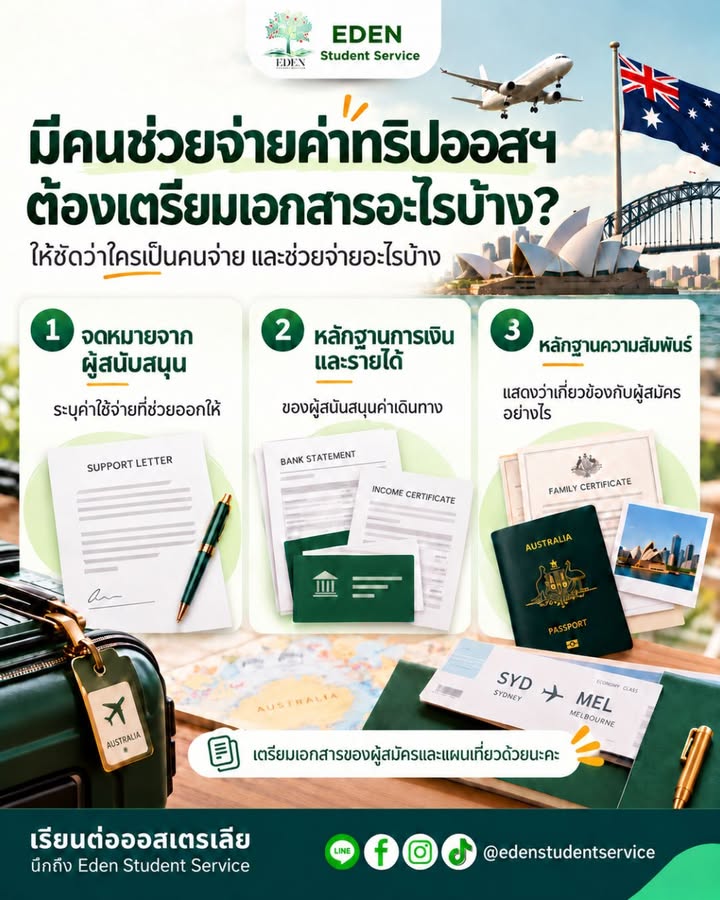 EDEN
EDEN
Student Service
มีคนช่วยจ่ายค่าทริปออสฯ
ต้องเตรียมเอกสารอะไรบ้าง?
ให้ชัดว่าใครเป็นคนจ่าย และช่วยจ่ายอะไรบ้าง
1
จดหมายจาก
ผู้สนับสนุน
ระบุค่าใช้จ่ายที่ช่วยออกให้
SUPPORT LETTER
2
หลักฐานการเงิน
และรายได้
ของผู้สนันสนุนค่าเดินทาง
BANK STATEMENT
INCOME CERTIFICATE
3
หลักฐานความสัมพันธ์
แสดงว่าเกี่ยวข้องกับผู้สมัคร
อย่างไร
FAMILY CERTIFICATE
AUSTRALIA
PASSPORT
AUSTRALIA
AUSTRALIA
SYD
SYDNEY
MEL
MELBOURNE
ECONOMY CLASS
เตรียมเอกสารของผู้สมัครและแผนเที่ยวด้วยนะคะ
เรียนต่อออสเตรเลีย
นึกถึง Eden Student Service
LINE
@edenstudentservice